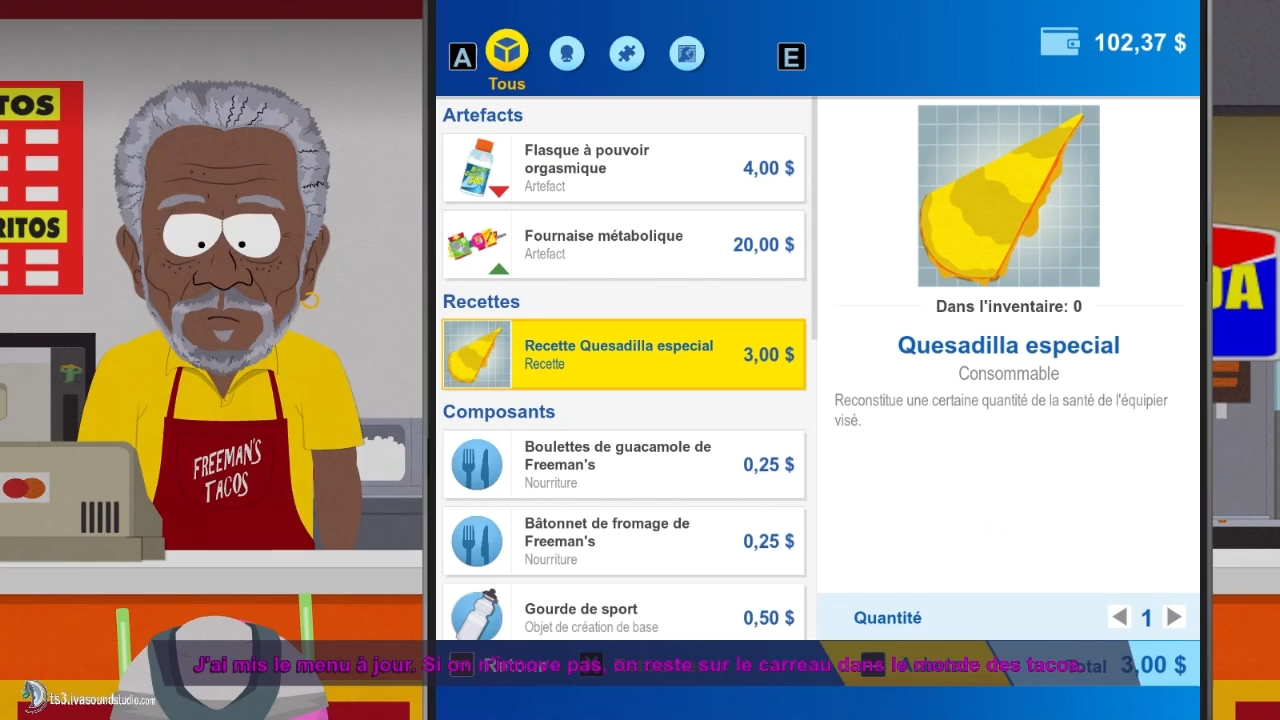 TOS
RITOS
FREEMAN'S
TACOS
A
Tous
E
102,37 $
Artefacts
Flasque à pouvoir
orgasmique
Artefact
4,00 $
Fournaise métabolique
Artefact
20,00 $
Recettes
Recette Quesadilla especial
Recette
3,00 $
Composants
Boulettes de guacamole de
Freeman's
Nourriture
0,25 $
Bâtonnet de fromage de
Freeman's
Nourriture
0,25 $
Gourde de sport
Objet de création de base
0,50 $
Dans l'inventaire: 0
Quesadilla especial
Consommable
Reconstitue une certaine quantité de la santé de l'équipier
visé.
Quantité
1
Total
3,00 $
J'ai mis le menu à jour. Si on n'innove pas, on reste sur le carreau dans le monde des tacos.
ts3.ivasoundstudio.com